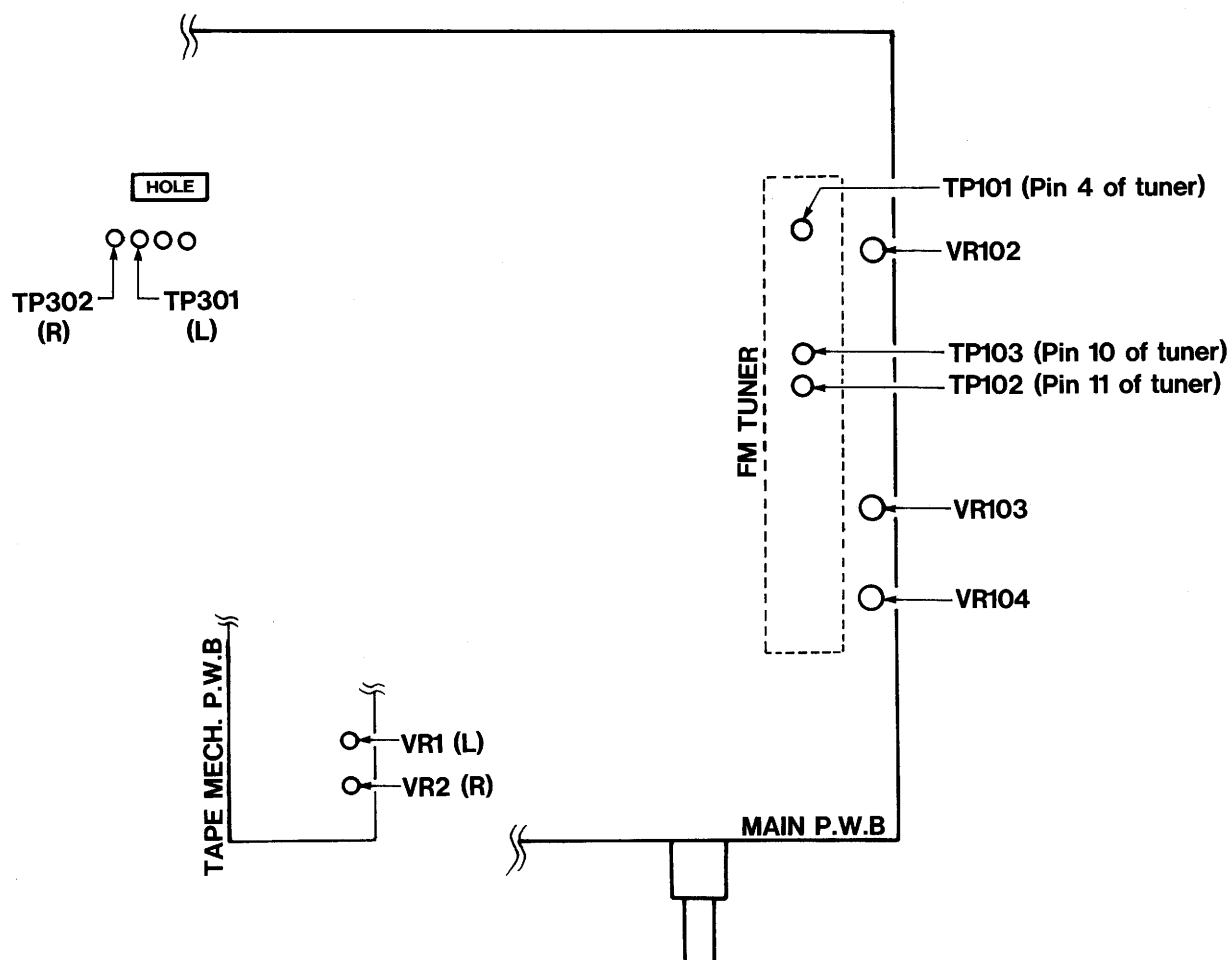 HOLE
TP101 (Pin 4 of tuner)
VR102
TP302
(R)
TP301
(L)
TP103 (Pin 10 of tuner)
TP102 (Pin 11 of tuner)
FM TUNER
VR103
VR104
TAPE MECH. P.W.B
VR1 (L)
VR2 (R)
MAIN P.W.B